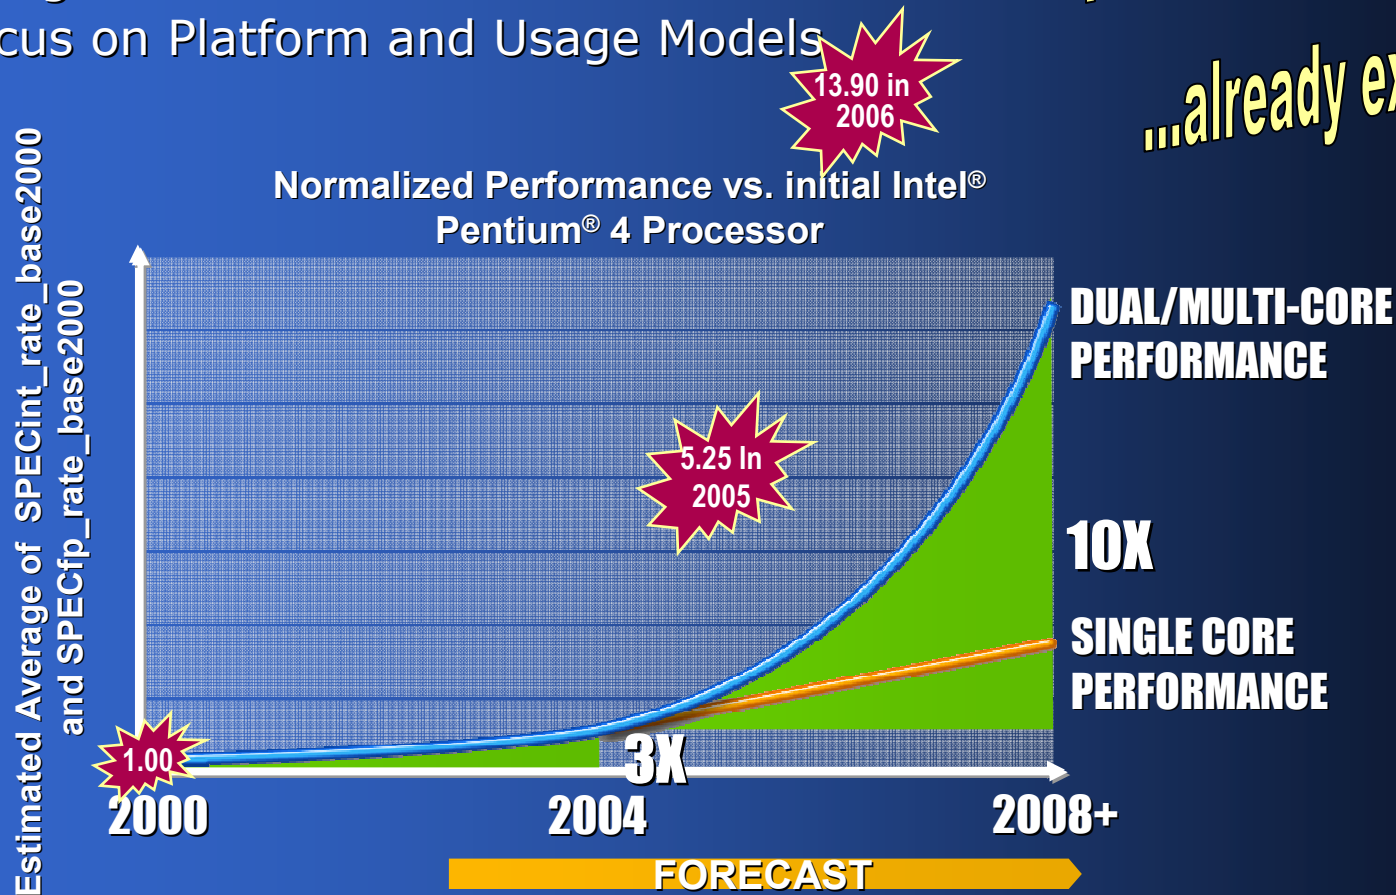 cus on Platform and Usage Models
13.90 in
2006
...already ex
Normalized Performance vs. initial Intel®
Pentium® 4 Processor
Estimated Average of SPECint_rate_base2000
and SPECfp_rate_base2000
DUAL/MULTI-CORE
PERFORMANCE
5.25 In
2005
10X
SINGLE CORE
PERFORMANCE
1.00
3X
2000
2004
2008+
FORECAST